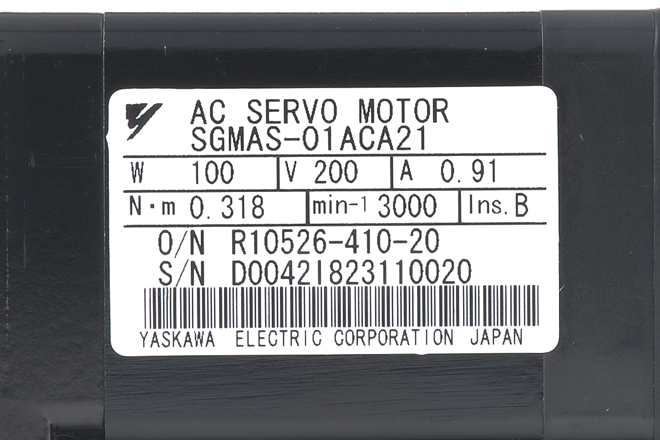 AC SERVO MOTOR
SGMAS-01ACA21
W 100 V 200 A 0.91
N·m 0.318 min-1 3000 Ins. B
O/N R10526-410-20
S/N D0042I823110020
YASKAWA ELECTRIC CORPORATION JAPAN